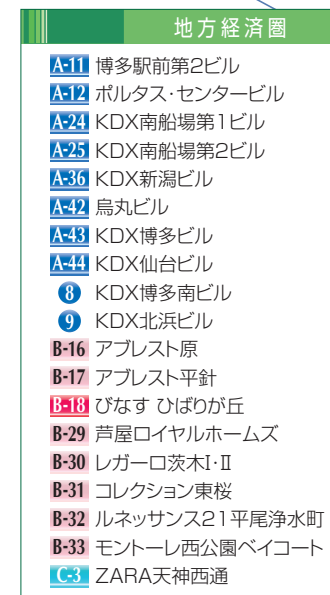 地方経済圏
A-11 博多駅前第2ビル
A-12 ポルタス・センタービル
A-24 KDX南船場第1ビル
A-25 KDX南船場第2ビル
A-36 KDX新潟ビル
A-42 烏丸ビル
A-43 KDX博多ビル
A-44 KDX仙台ビル
8 KDX博多南ビル
9 KDX北浜ビル
B-16 アブレスト原
B-17 アブレスト平針
B-18 びなす ひばりが丘
B-29 芦屋ロイヤルホームズ
B-30 レガーロ茨木I・II
B-31 コレクション東桜
B-32 ルネッサンス21平尾浄水町
B-33 モントーレ西公園ベイコート
C-3 ZARA天神西通